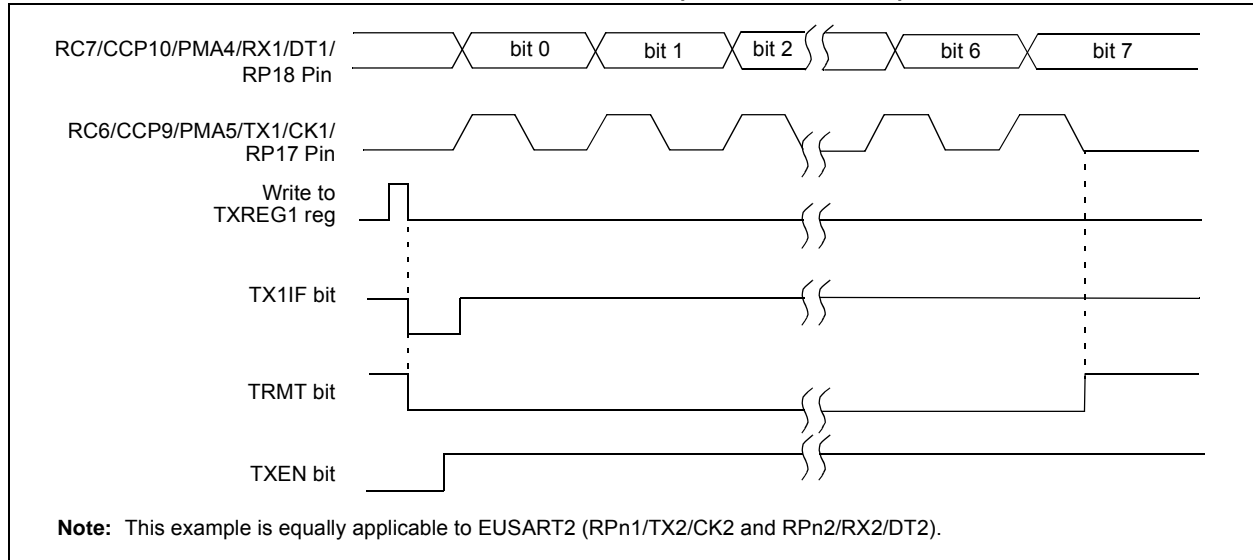 RC7/CCP10/PMA4/RX1/DT1/
RP18 Pin
bit 0
bit 1
bit 2
bit 6
bit 7
RC6/CCP9/PMA5/TX1/CK1/
RP17 Pin
Write to
TXREG1 reg
TX1IF bit
TRMT bit
TXEN bit
Note: This example is equally applicable to EUSART2 (RPn1/TX2/CK2 and RPn2/RX2/DT2).